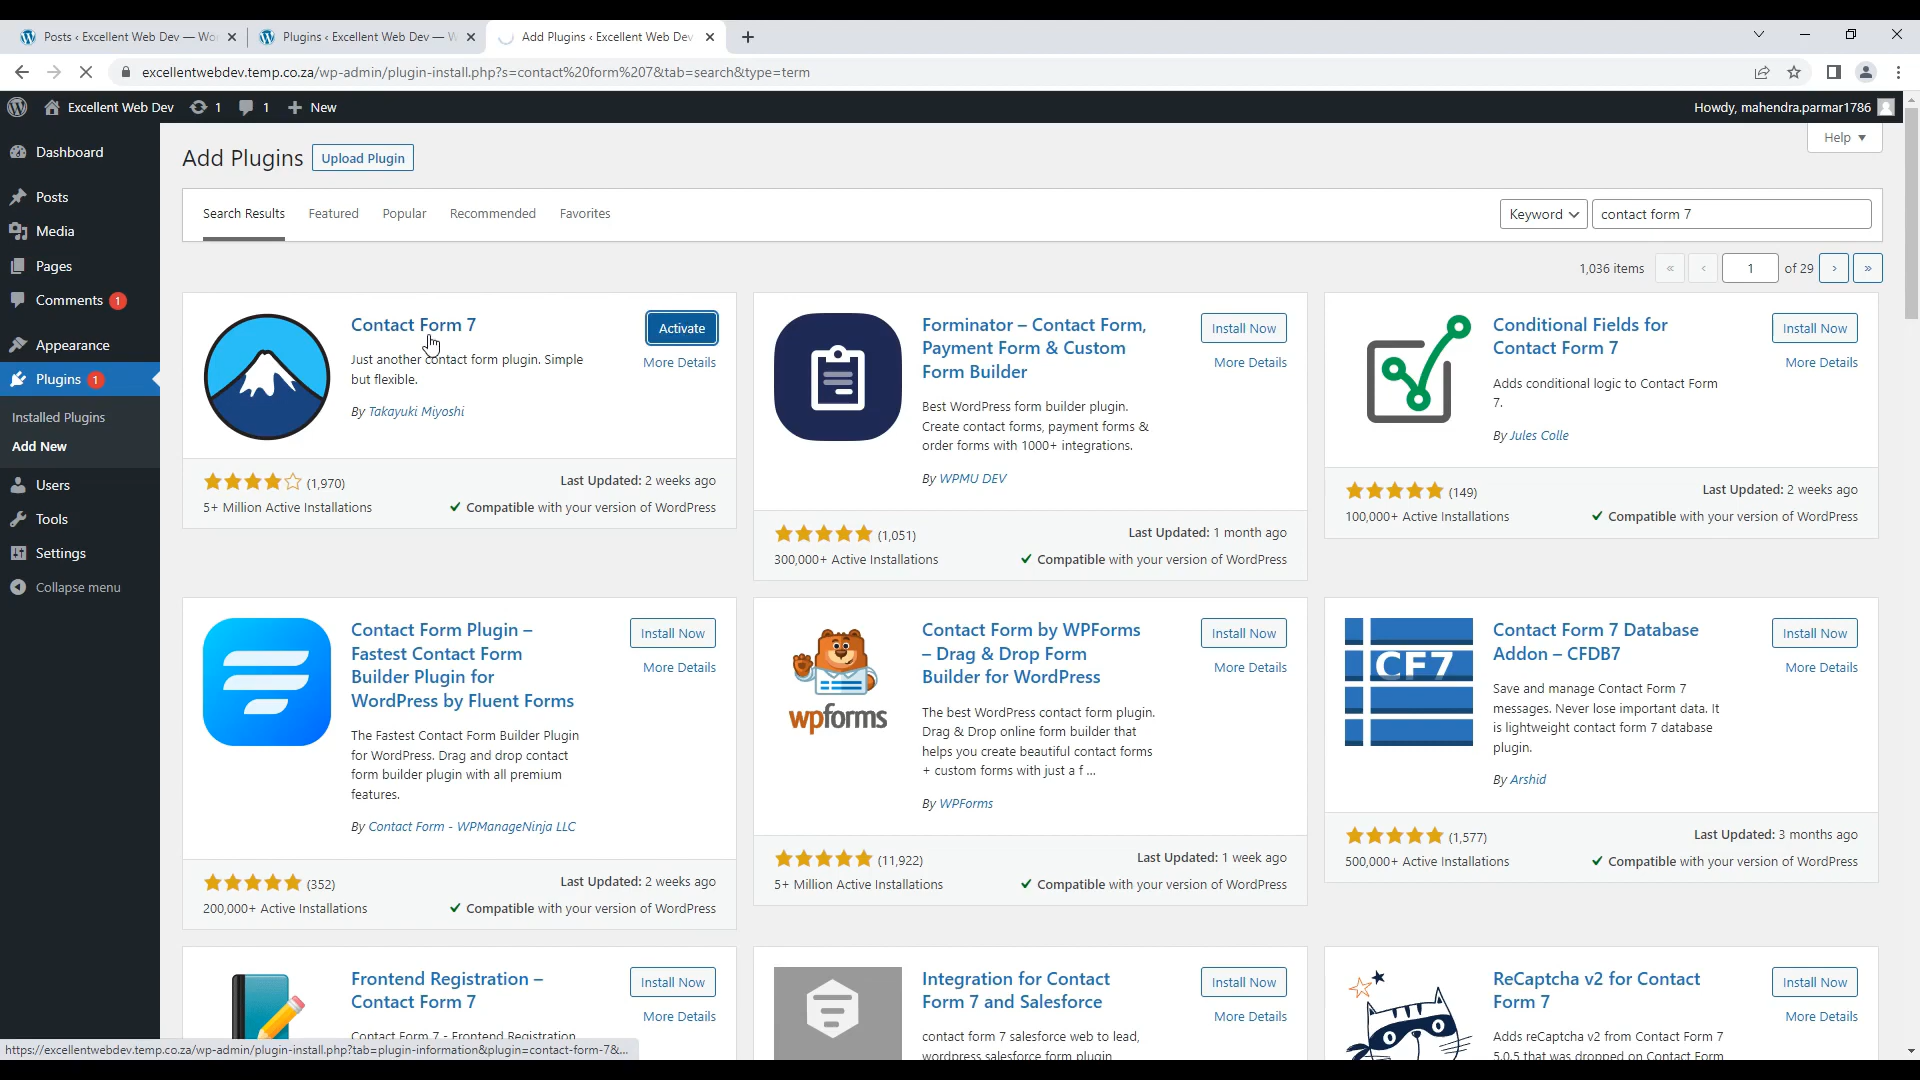 Posts ‹ Excellent Web Dev — Wo
Plugins ‹ Excellent Web Dev — W
Add Plugins ‹ Excellent Web Dev
excellentwebdev.temp.co.za/wp-admin/plugin-install.php?s=contact%20form%207&tab=search&type=term
Excellent Web Dev
1
1
New
Howdy, mahendra.parmar1786
Dashboard
Posts
Media
Pages
Comments 1
Appearance
Plugins 1
Installed Plugins
Add New
Users
Tools
Settings
Collapse menu
Help
Add Plugins
Upload Plugin
Search Results
Featured
Popular
Recommended
Favorites
Keyword
contact form 7
1,036 items
«
‹
1
of 29
›
»
Contact Form 7
Activate
More Details
Just another contact form plugin. Simple
but flexible.
By Takayuki Miyoshi
(1,970)
Last Updated: 2 weeks ago
5+ Million Active Installations
Compatible with your version of WordPress
Forminator – Contact Form,
Payment Form & Custom
Form Builder
Install Now
More Details
Best WordPress form builder plugin.
Create contact forms, payment forms &
order forms with 1000+ integrations.
By WPMU DEV
(1,051)
Last Updated: 1 month ago
300,000+ Active Installations
Compatible with your version of WordPress
Conditional Fields for
Contact Form 7
Install Now
More Details
Adds conditional logic to Contact Form
7.
By Jules Colle
(149)
Last Updated: 2 weeks ago
100,000+ Active Installations
Compatible with your version of WordPress
Contact Form Plugin –
Fastest Contact Form
Builder Plugin for
WordPress by Fluent Forms
Install Now
More Details
The Fastest Contact Form Builder Plugin
for WordPress. Drag and drop contact
form builder plugin with all premium
features.
By Contact Form - WPManageNinja LLC
(352)
Last Updated: 2 weeks ago
200,000+ Active Installations
Compatible with your version of WordPress
wpforms
Contact Form by WPForms
– Drag & Drop Form
Builder for WordPress
Install Now
More Details
The best WordPress contact form plugin.
Drag & Drop online form builder that
helps you create beautiful contact forms
+ custom forms with just a f ...
By WPForms
(11,922)
Last Updated: 1 week ago
5+ Million Active Installations
Compatible with your version of WordPress
CF7
Contact Form 7 Database
Addon – CFDB7
Install Now
More Details
Save and manage Contact Form 7
messages. Never lose important data. It
is lightweight contact form 7 database
plugin.
By Arshid
(1,577)
Last Updated: 3 months ago
500,000+ Active Installations
Compatible with your version of WordPress
Frontend Registration –
Contact Form 7
Install Now
More Details
Contact Form 7 - Frontend Registration
Integration for Contact
Form 7 and Salesforce
Install Now
More Details
contact form 7 salesforce web to lead,
wordpress salesforce form plugin
ReCaptcha v2 for Contact
Form 7
Install Now
More Details
Adds reCaptcha v2 from Contact Form 7
5.0.5 that was dropped on Contact Form
https://excellentwebdev.temp.co.za/wp-admin/plugin-install.php?tab=plugin-information&plugin=contact-form-7&...